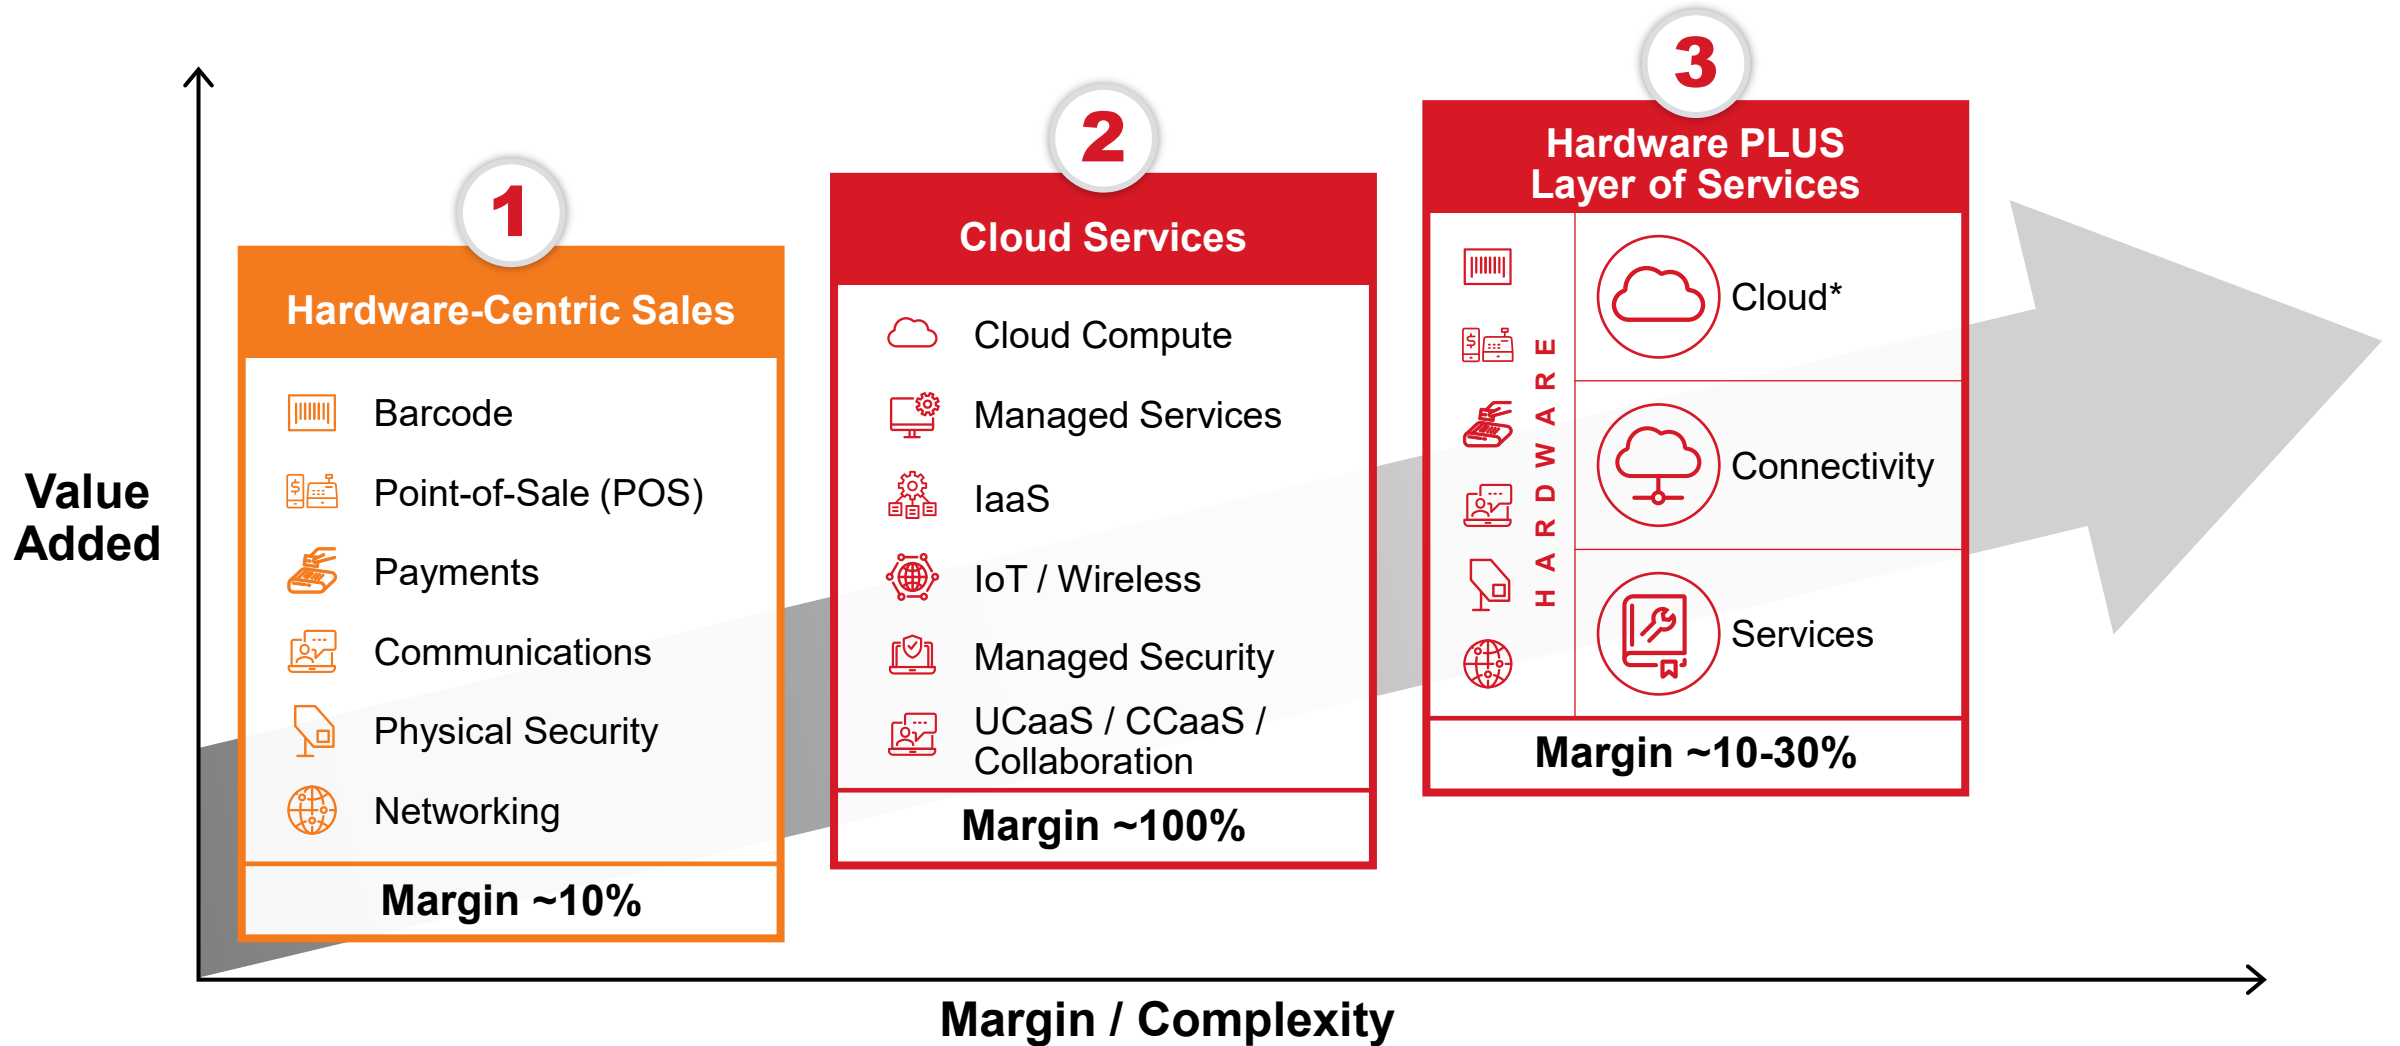 1
Hardware-Centric Sales
Barcode
Point-of-Sale (POS)
Payments
Communications
Physical Security
Networking
Margin ~10%
2
Cloud Services
Cloud Compute
Managed Services
IaaS
IoT / Wireless
Managed Security
UCaaS / CCaaS /
Collaboration
Margin ~100%
3
Hardware PLUS
Layer of Services
HARDWARE
Cloud*
Connectivity
Services
Margin ~10-30%
Value
Added
Margin / Complexity